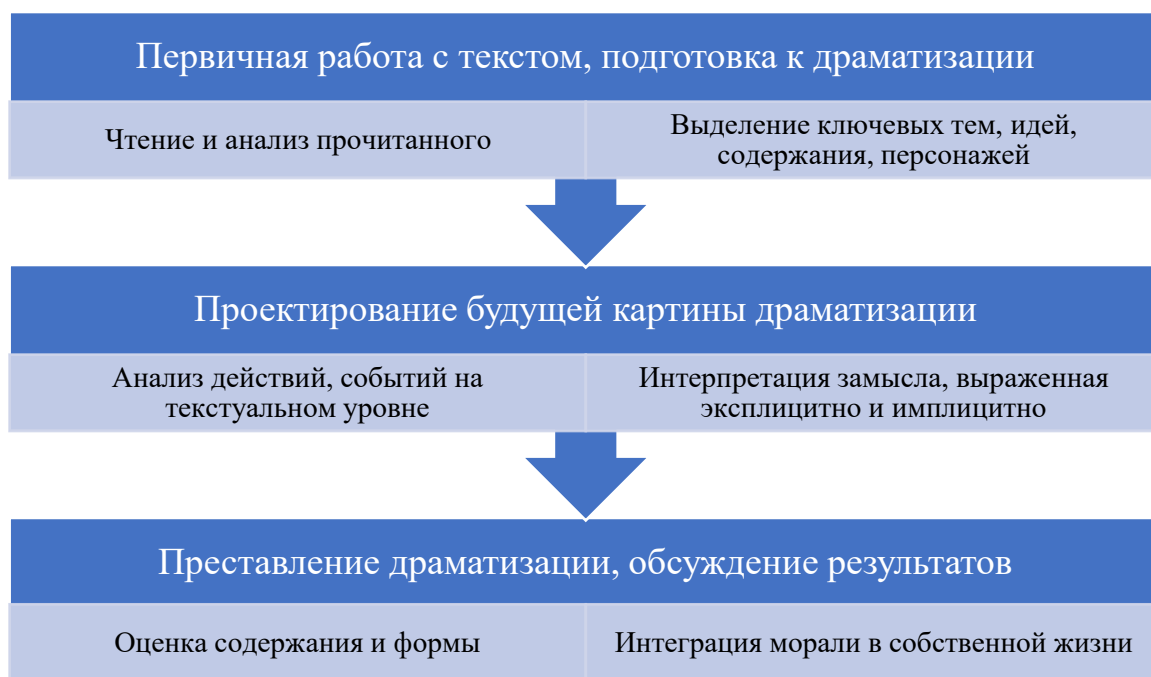 Первичная работа с текстом, подготовка к драматизации
Чтение и анализ прочитанного
Выделение ключевых тем, идей,
содержания, персонажей
Проектирование будущей картины драматизации
Анализ действий, событий на
текстуальном уровне
Интерпретация замысла, выраженная
эксплицитно и имплицитно
Преставление драматизации, обсуждение результатов
Оценка содержания и формы
Интеграция морали в собственной жизни